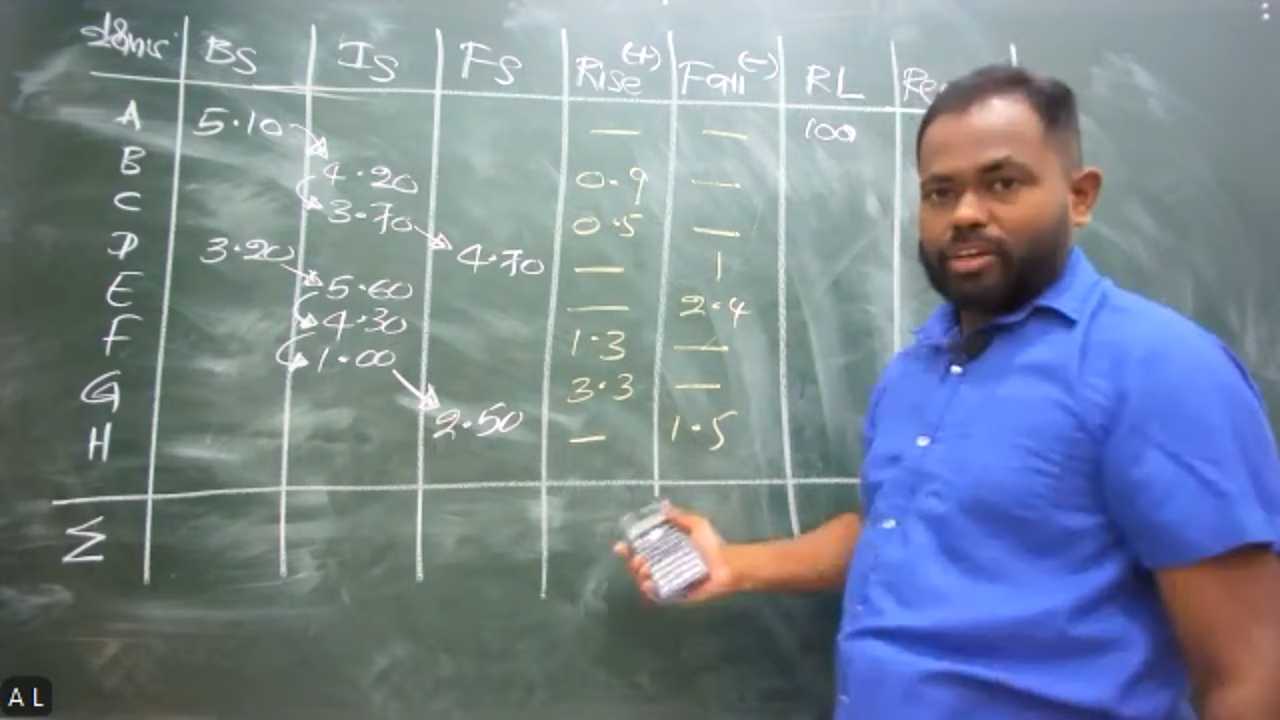 BS IS FS Rise (+) Fall (-) RL Re
A 5.10 — — 100
B 4.20 0.9 —
C 3.70 0.5 —
D 3.20 4.70 — 1
E 5.60 — 2.4
F 4.30 1.3 —
G 1.00 3.3 —
H 2.50 — 1.5
Σ
A L